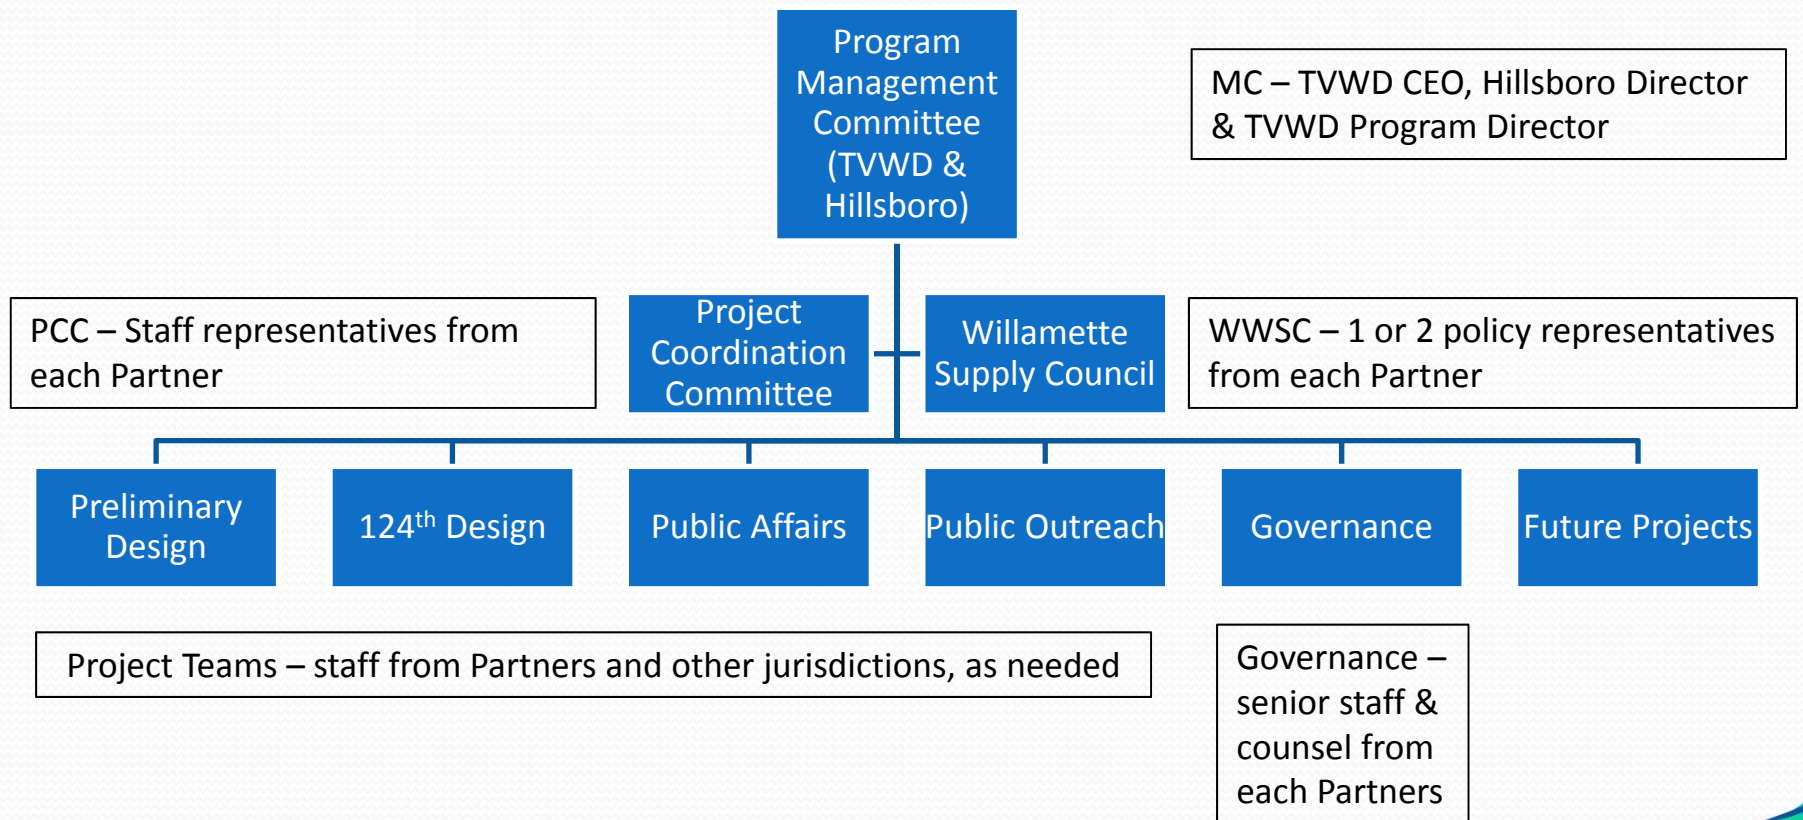 Program
Management
Committee
(TVWD &
Hillsboro)
MC – TVWD CEO, Hillsboro Director
& TVWD Program Director
PCC – Staff representatives from
each Partner
Project
Coordination
Committee
Willamette
Supply Council
WWSC – 1 or 2 policy representatives
from each Partner
Preliminary
Design
124th Design
Public Affairs
Public Outreach
Governance
Future Projects
Project Teams – staff from Partners and other jurisdictions, as needed
Governance –
senior staff &
counsel from
each Partners